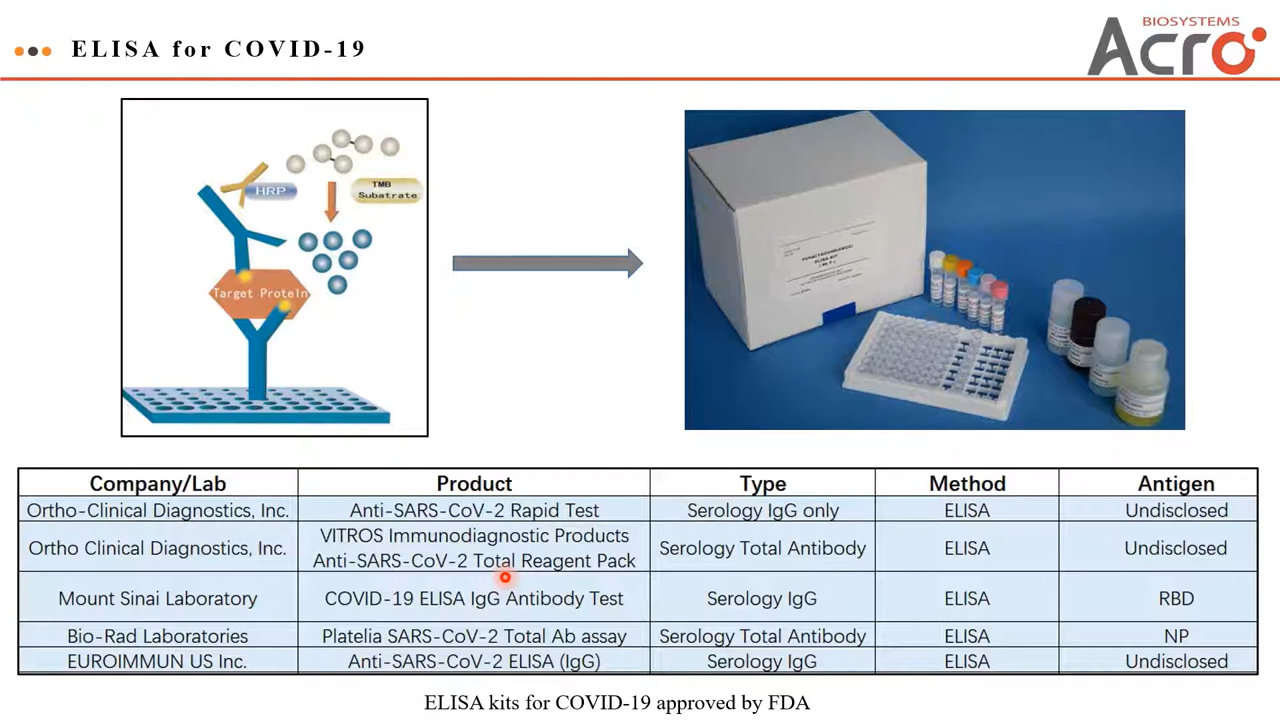 ELISA for COVID-19
BIOSYSTEMS
Acro
HRP
TMB
Subatrate
Target Protein
Company/Lab Product Type Method Antigen
Ortho-Clinical Diagnostics, Inc. Anti-SARS-CoV-2 Rapid Test Serology IgG only ELISA Undisclosed
Ortho Clinical Diagnostics, Inc. VITROS Immunodiagnostic Products Serology Total Antibody ELISA Undisclosed
Anti-SARS-CoV-2 Total Reagent Pack
Mount Sinai Laboratory COVID-19 ELISA IgG Antibody Test Serology IgG ELISA RBD
Bio-Rad Laboratories Platelia SARS-CoV-2 Total Ab assay Serology Total Antibody ELISA NP
EUROIMMUN US Inc. Anti-SARS-CoV-2 ELISA (IgG) Serology IgG ELISA Undisclosed
ELISA kits for COVID-19 approved by FDA